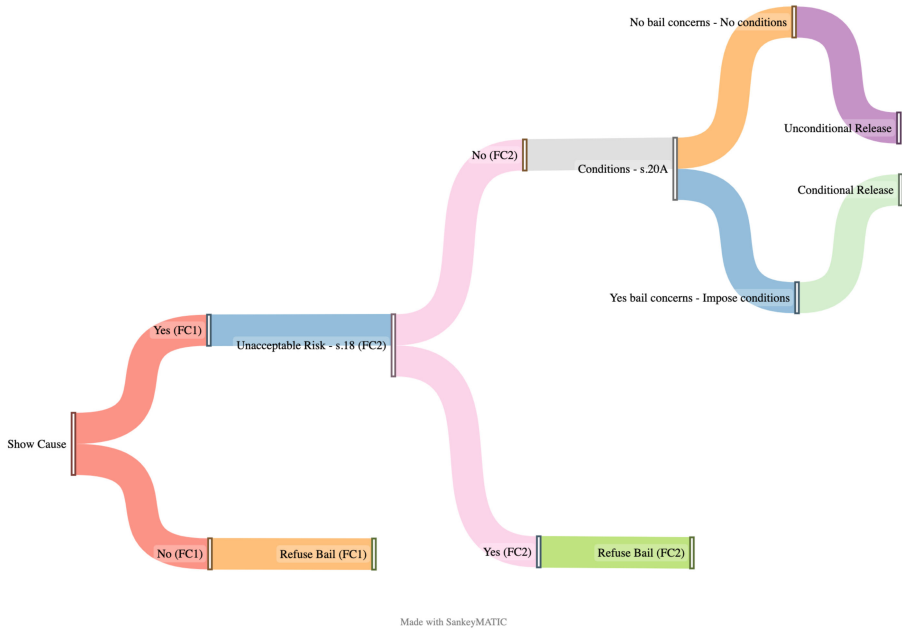 No bail concerns - No conditions
Unconditional Release
No (FC2)
Conditions - s.20A
Conditional Release
Yes bail concerns - Impose conditions
Yes (FC1)
Unacceptable Risk - s.18 (FC2)
Show Cause
No (FC1)
Refuse Bail (FC1)
Yes (FC2)
Refuse Bail (FC2)
Made with SankeyMATIC